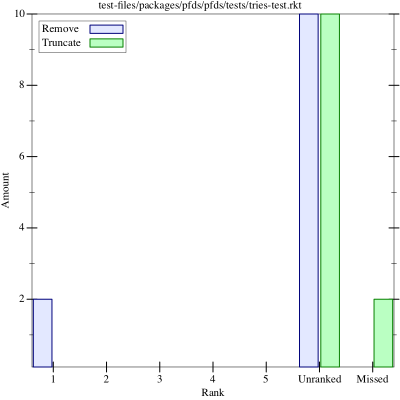 test-files/packages/pfds/pfds/tests/tries-test.rkt
Remove
Truncate
10
8
6
4
2
Amount
1 2 3 4 5 Unranked Missed
Rank